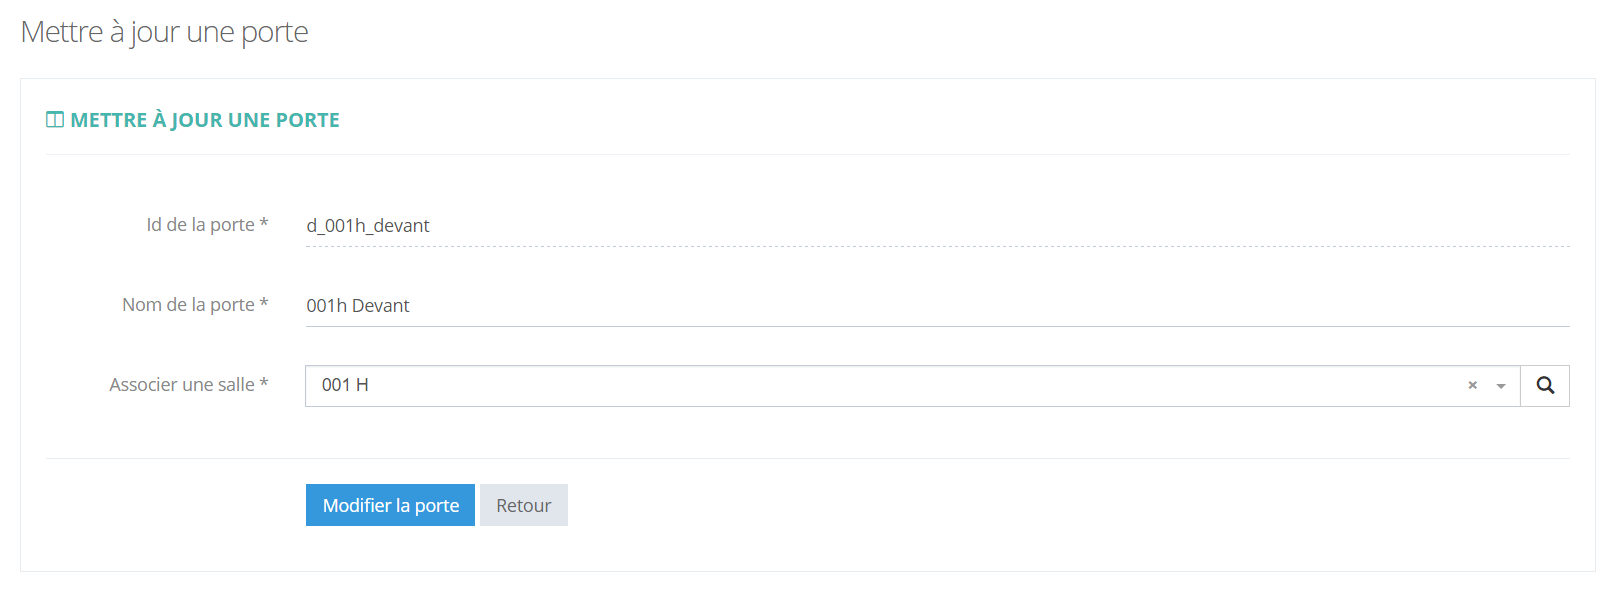 Mettre à jour une porte
METTRE À JOUR UNE PORTE
Id de la porte * d_001h_devant
Nom de la porte * 001h Devant
Associer une salle * 001 H ×
Modifier la porte Retour